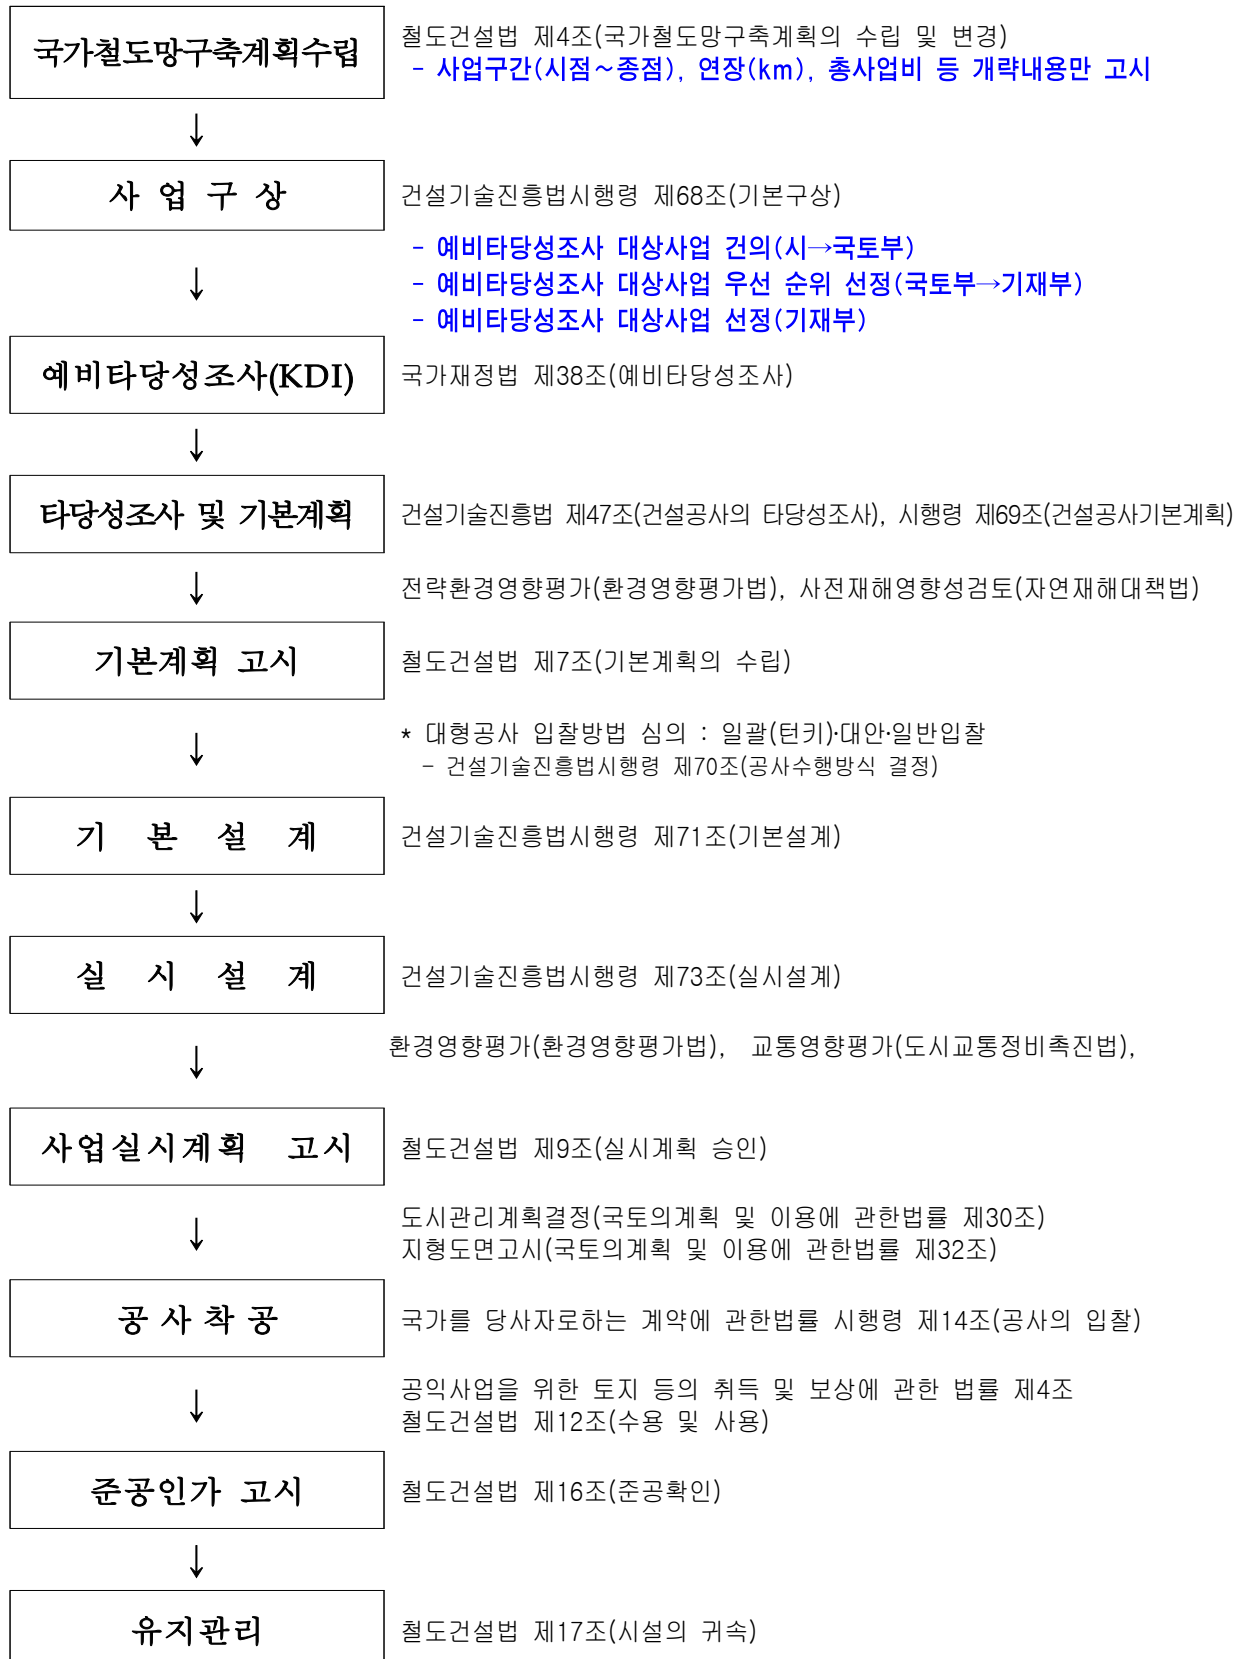 국가철도망구축계획수립
철도건설법 제4조(국가철도망구축계획의 수립 및 변경)
- 사업구간(시점～종점), 연장(km), 총사업비 등 개략내용만 고시
↓
사 업 구 상
건설기술진흥법시행령 제68조(기본구상)
- 예비타당성조사 대상사업 건의(시→국토부)
↓
- 예비타당성조사 대상사업 우선 순위 선정(국토부→기재부)
- 예비타당성조사 대상사업 선정(기재부)
예비타당성조사(KDI)
국가재정법 제38조(예비타당성조사)
↓
타당성조사 및 기본계획
건설기술진흥법 제47조(건설공사의 타당성조사), 시행령 제69조(건설공사기본계획)
↓
전략환경영향평가(환경영향평가법), 사전재해영향성검토(자연재해대책법)
기본계획 고시
철도건설법 제7조(기본계획의 수립)
↓
* 대형공사 입찰방법 심의 : 일괄(턴키)·대안·일반입찰
- 건설기술진흥법시행령 제70조(공사수행방식 결정)
기 본 설 계
건설기술진흥법시행령 제71조(기본설계)
↓
실 시 설 계
건설기술진흥법시행령 제73조(실시설계)
↓
환경영향평가(환경영향평가법), 교통영향평가(도시교통정비촉진법),
사업실시계획 고시
철도건설법 제9조(실시계획 승인)
↓
도시관리계획결정(국토의계획 및 이용에 관한법률 제30조)
지형도면고시(국토의계획 및 이용에 관한법률 제32조)
공 사 착 공
국가를 당사자로하는 계약에 관한법률 시행령 제14조(공사의 입찰)
↓
공익사업을 위한 토지 등의 취득 및 보상에 관한 법률 제4조
철도건설법 제12조(수용 및 사용)
준공인가 고시
철도건설법 제16조(준공확인)
↓
유지관리
철도건설법 제17조(시설의 귀속)